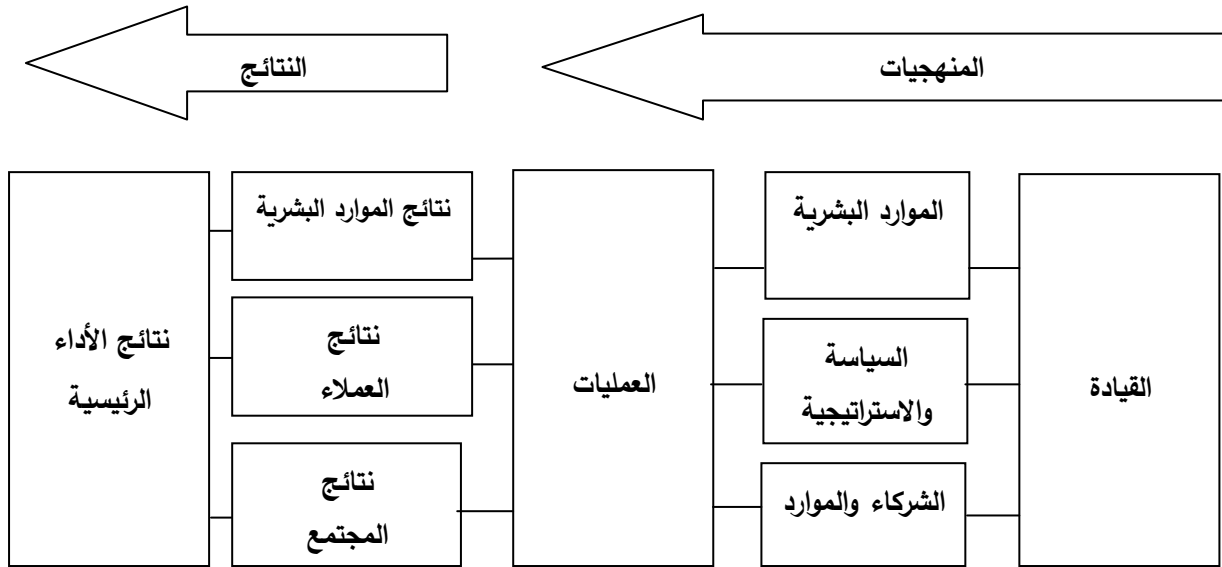 المنهجيات
النتائج
القيادة
الموارد البشرية
السياسة
والاستراتيجية
الشركاء والموارد
العمليات
نتائج الموارد البشرية
نتائج
العملاء
نتائج
المجتمع
نتائج الأداء
الرئيسية